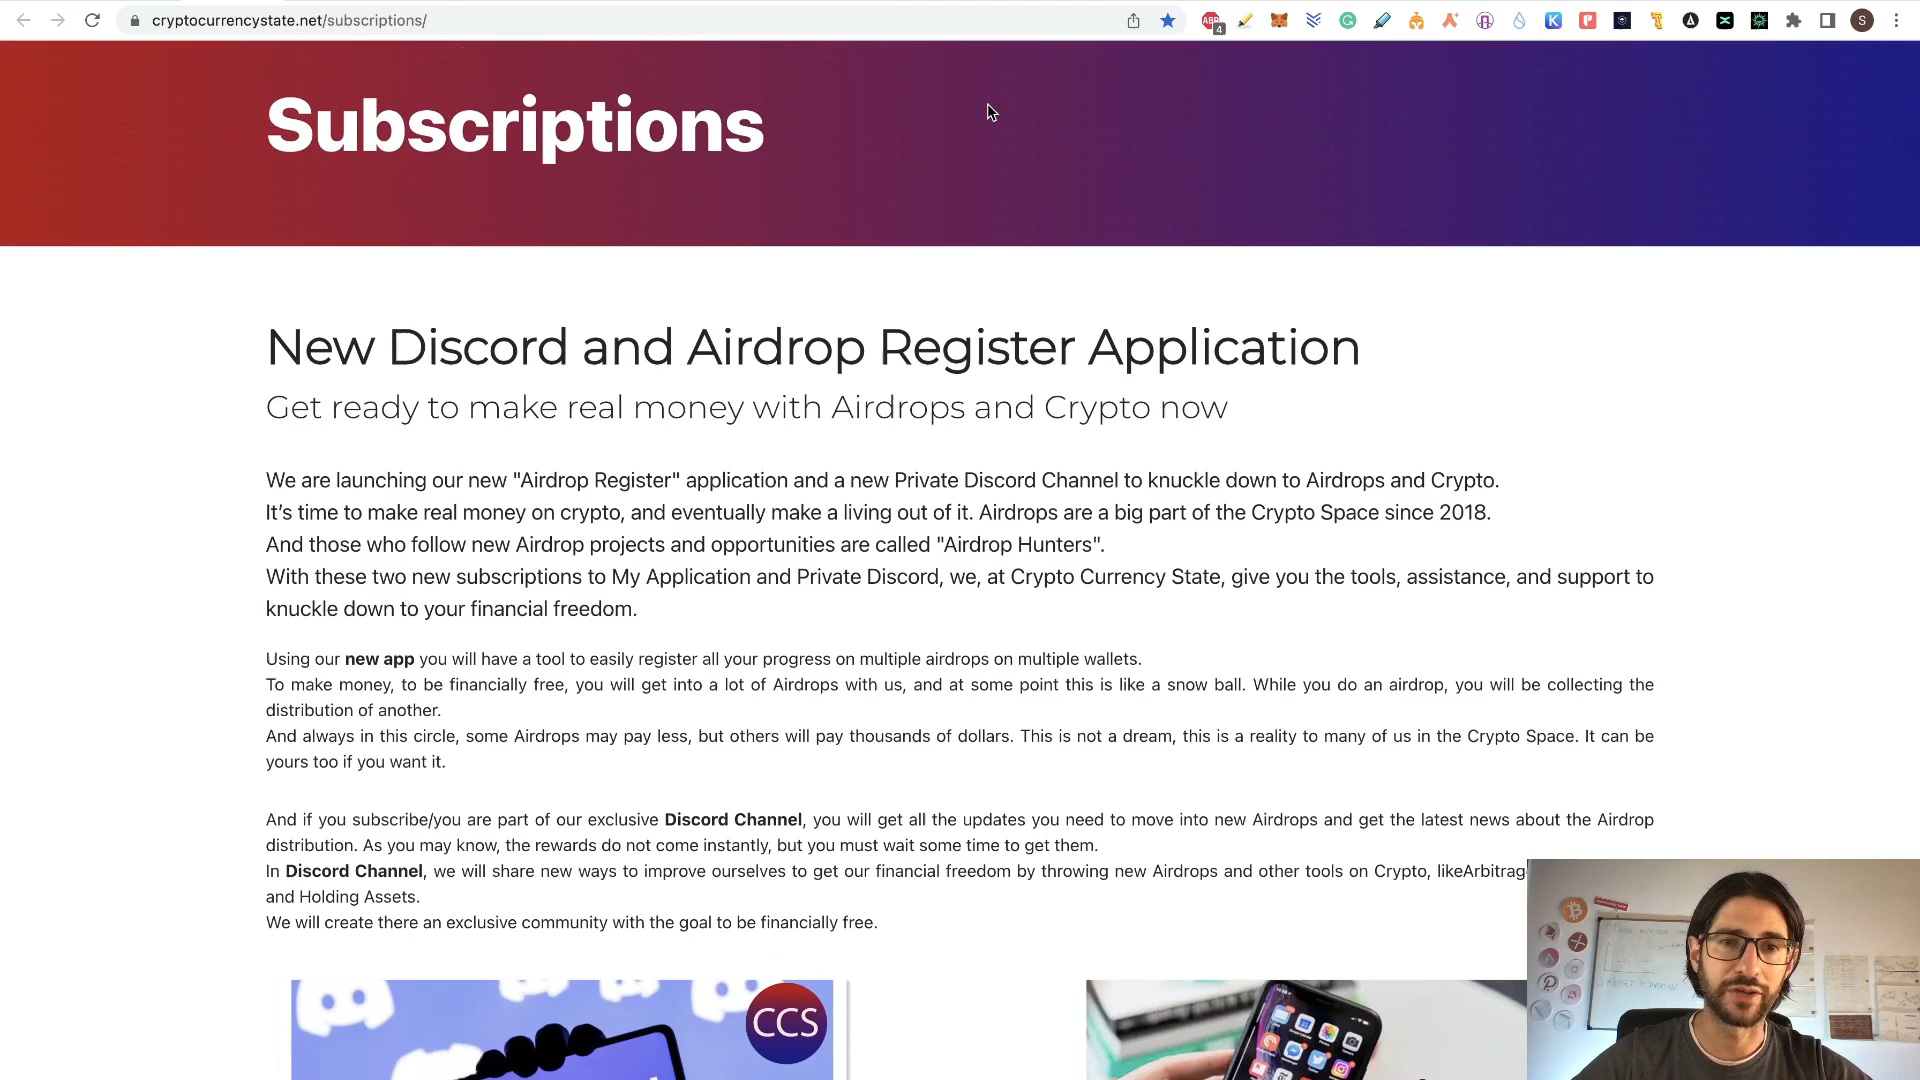 cryptocurrencystate.net/subscriptions/
ABP
4
S
Subscriptions
New Discord and Airdrop Register Application
Get ready to make real money with Airdrops and Crypto now
We are launching our new "Airdrop Register" application and a new Private Discord Channel to knuckle down to Airdrops and Crypto.
It's time to make real money on crypto, and eventually make a living out of it. Airdrops are a big part of the Crypto Space since 2018.
And those who follow new Airdrop projects and opportunities are called "Airdrop Hunters".
With these two new subscriptions to My Application and Private Discord, we, at Crypto Currency State, give you the tools, assistance, and support to
knuckle down to your financial freedom.
Using our new app you will have a tool to easily register all your progress on multiple airdrops on multiple wallets.
To make money, to be financially free, you will get into a lot of Airdrops with us, and at some point this is like a snow ball. While you do an airdrop, you will be collecting the
distribution of another.
And always in this circle, some Airdrops may pay less, but others will pay thousands of dollars. This is not a dream, this is a reality to many of us in the Crypto Space. It can be
yours too if you want it.
And if you subscribe/you are part of our exclusive Discord Channel, you will get all the updates you need to move into new Airdrops and get the latest news about the Airdrop
distribution. As you may know, the rewards do not come instantly, but you must wait some time to get them.
In Discord Channel, we will share new ways to improve ourselves to get our financial freedom by throwing new Airdrops and other tools on Crypto, likeArbitrag
and Holding Assets.
We will create there an exclusive community with the goal to be financially free.
CCS